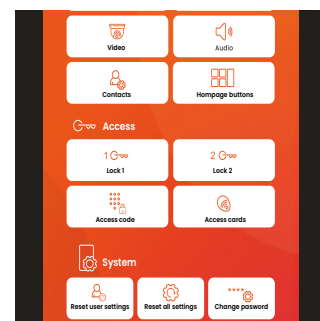 Video
Audio
Contacts
Hompage buttons
Access
1
2
Lock 1
Lock 2
Access code
Access cards
System
****
Reset user settings
Reset all settings
Change pasword